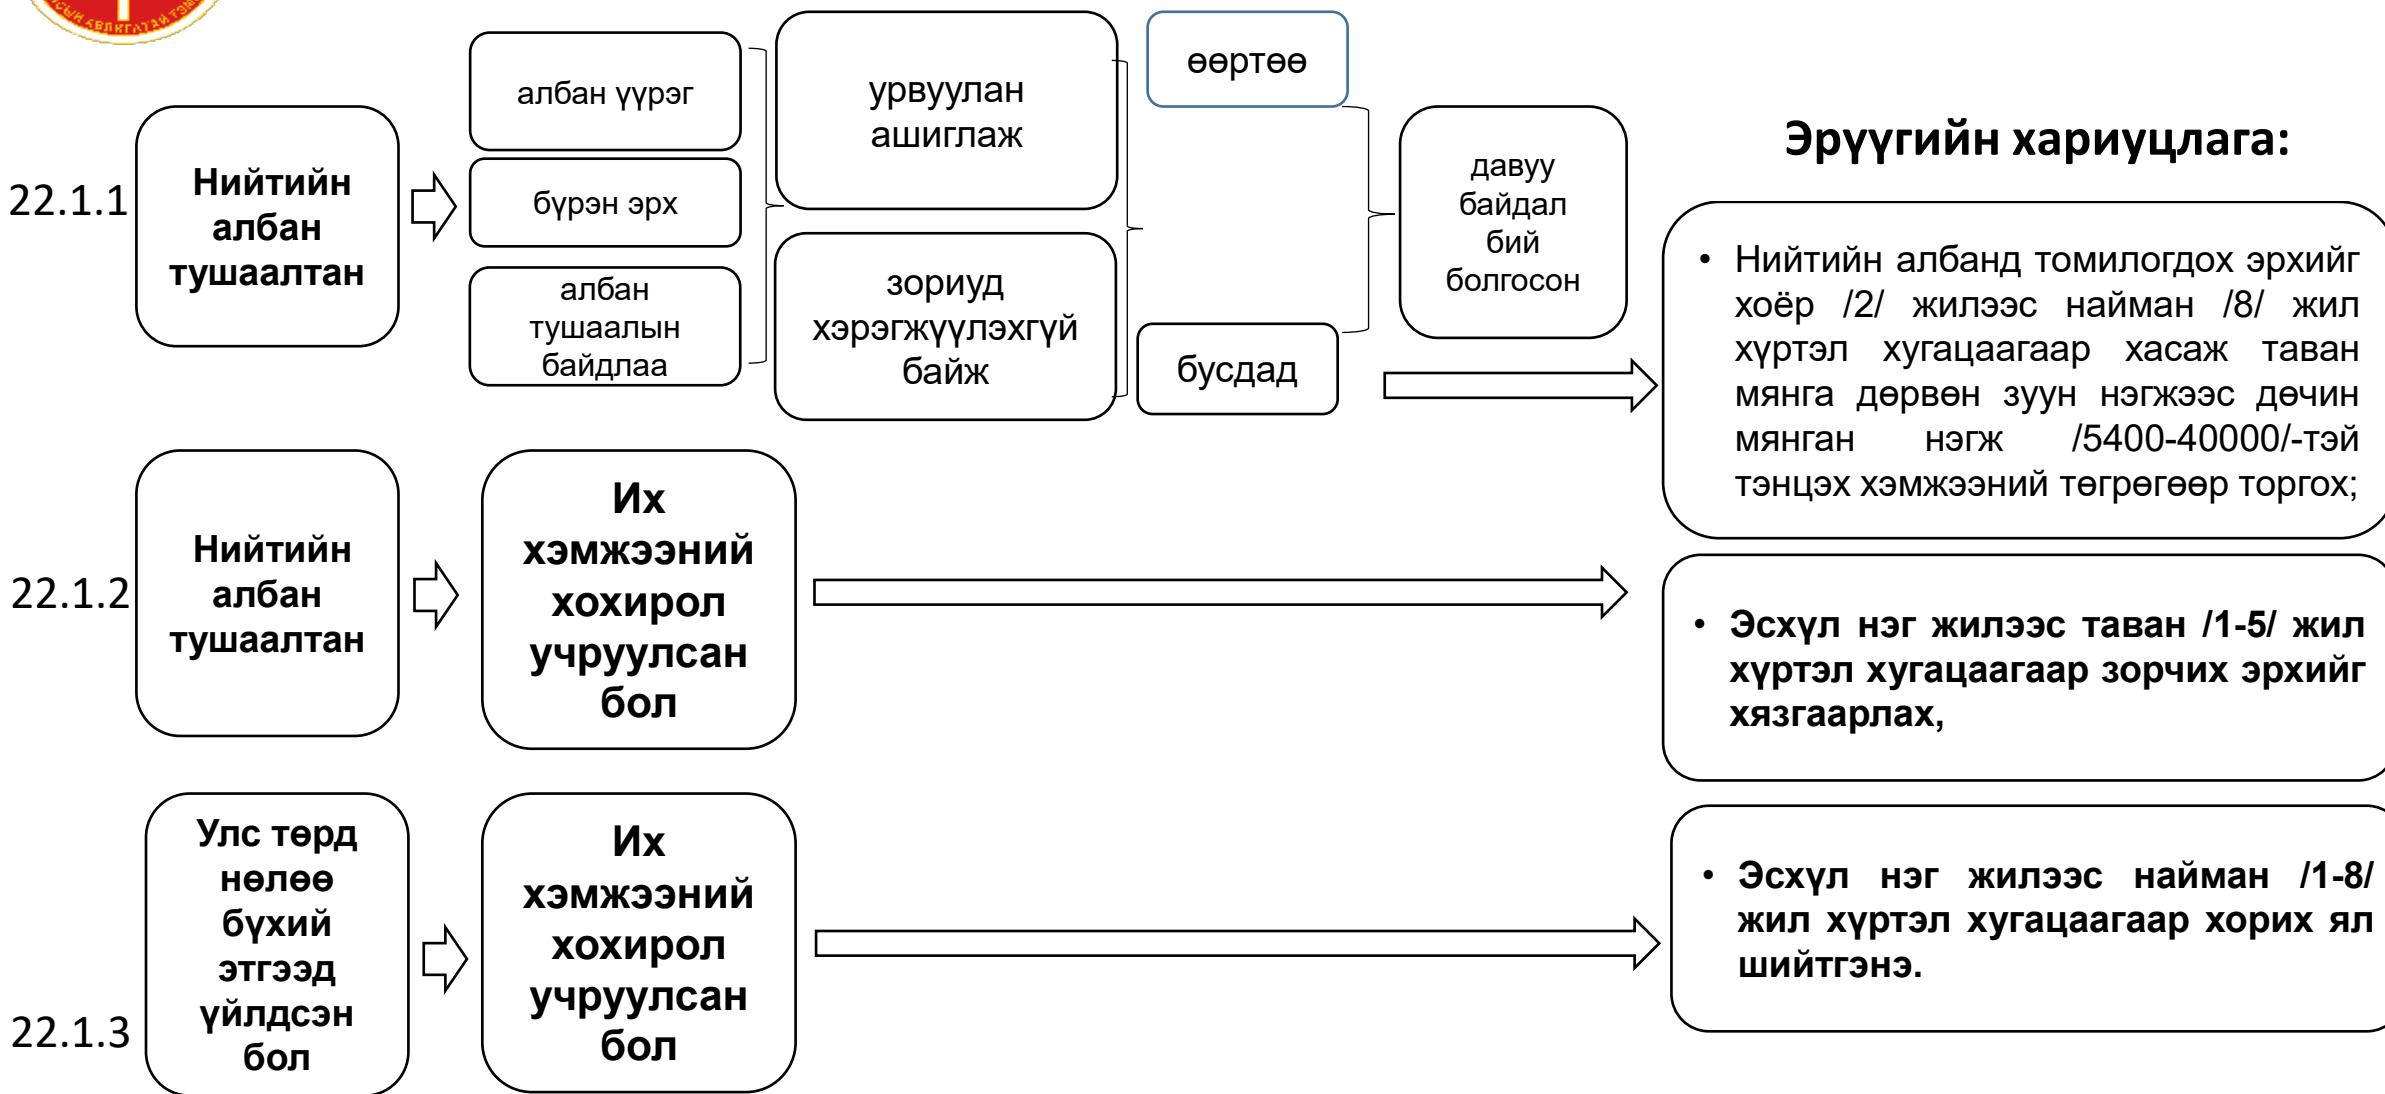 22.1.1
Нийтийн
албан
тушаалтан
албан үүрэг
бүрэн эрх
албан
тушаалын
байдлаа
урвуулан
ашиглаж
зориуд
хэрэгжүүлэхгүй
байж
өөртөө
бусдад
давуу
байдал
бий
болгосон
Эрүүгийн хариуцлага:
• Нийтийн албанд томилогдох эрхийг
хоёр /2/ жилээс найман /8/ жил
хүртэл хугацаагаар хасаж таван
мянга дөрвөн зуун нэгжээс дөчин
мянган нэгж /5400-40000/-тэй
тэнцэх хэмжээний төгрөгөөр торгох;
22.1.2
Нийтийн
албан
тушаалтан
Их
хэмжээний
хохирол
учруулсан
бол
• Эсхүл нэг жилээс таван /1-5/ жил
хүртэл хугацаагаар зорчих эрхийг
хязгаарлах,
22.1.3
Улс төрд
нөлөө
бүхий
этгээд
үйлдсэн
бол
Их
хэмжээний
хохирол
учруулсан
бол
• Эсхүл нэг жилээс найман /1-8/
жил хүртэл хугацаагаар хорих ял
шийтгэнэ.